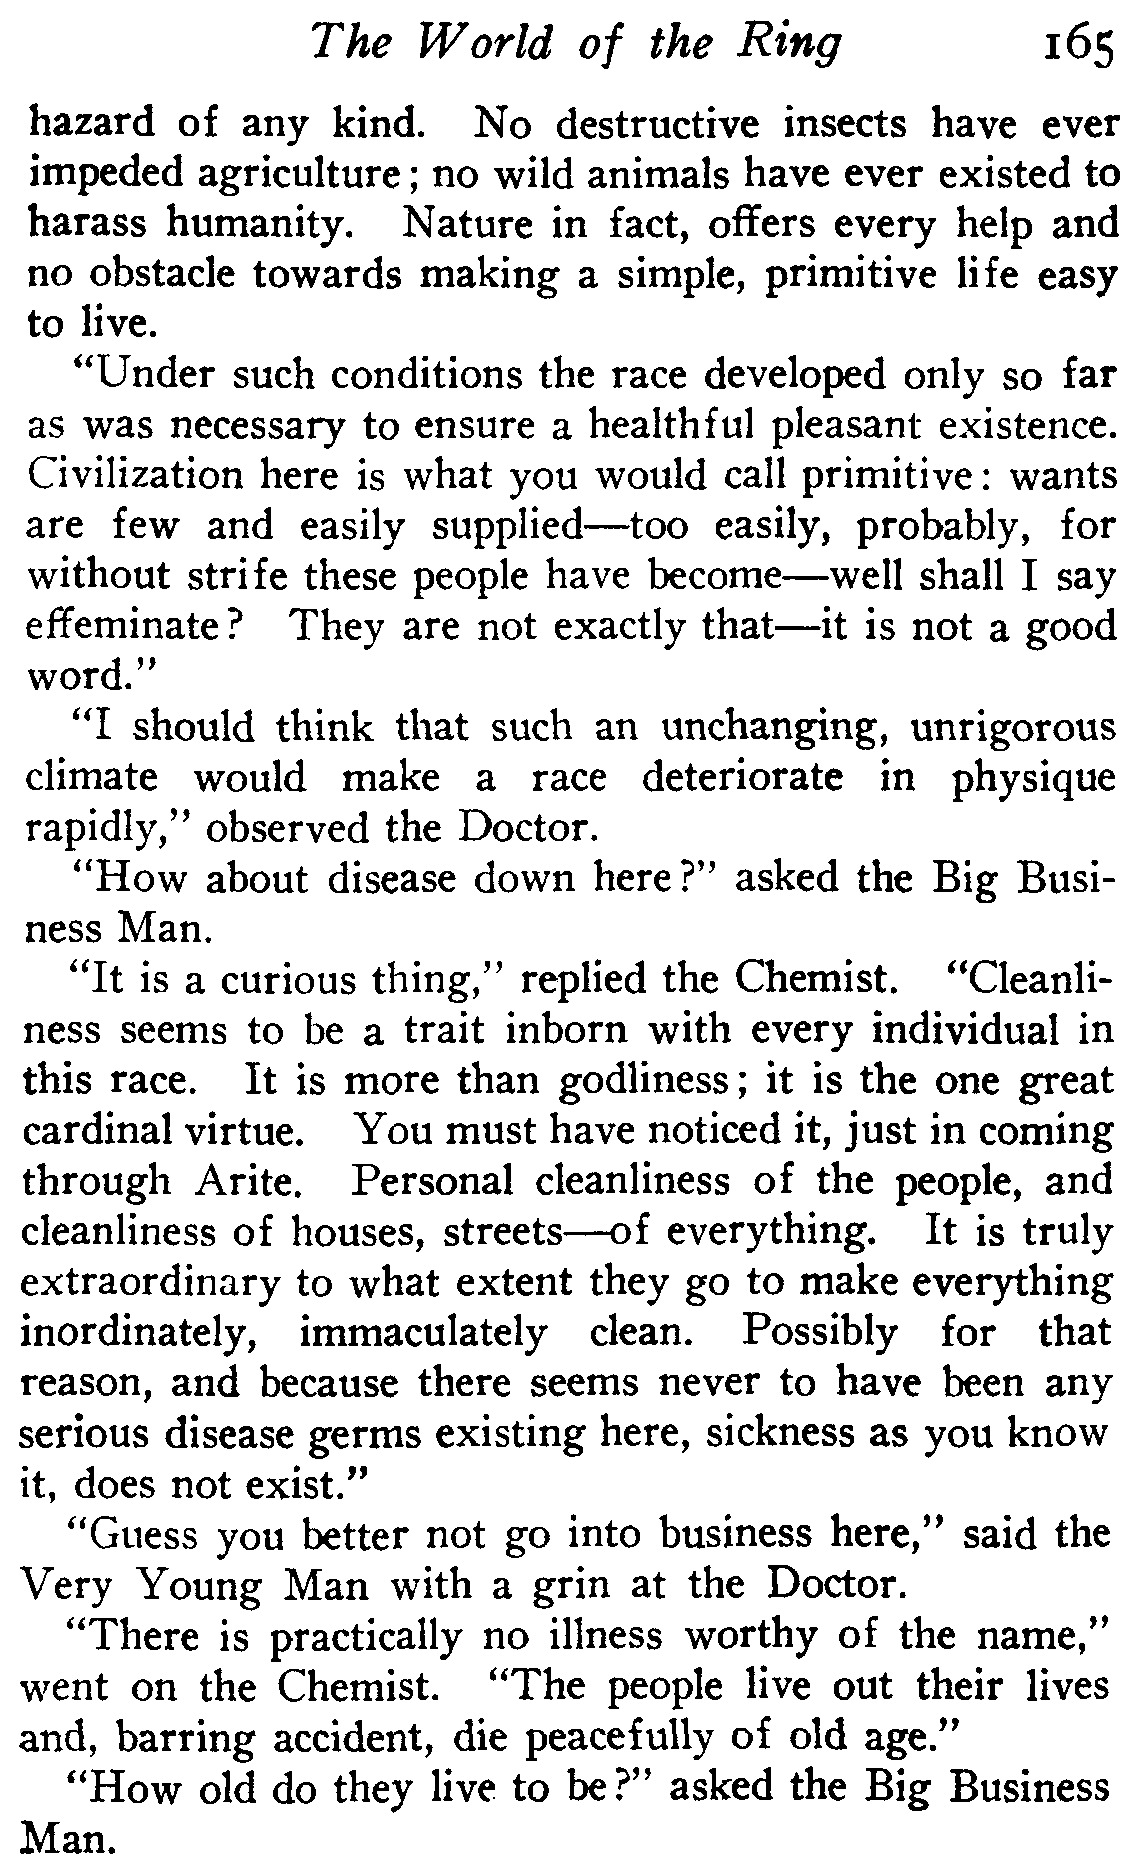 The World of the Ring 165
hazard of any kind. No destructive insects have ever
impeded agriculture; no wild animals have ever existed to
harass humanity. Nature in fact, offers every help and
no obstacle towards making a simple, primitive life easy
to live.
"Under such conditions the race developed only so far
as was necessary to ensure a healthful pleasant existence.
Civilization here is what you would call primitive: wants
are few and easily supplied—too easily, probably, for
without strife these people have become—well shall I say
effeminate? They are not exactly that—it is not a good
word."
"I should think that such an unchanging, unrigorous
climate would make a race deteriorate in physique
rapidly," observed the Doctor.
"How about disease down here?" asked the Big Busi-
ness Man.
"It is a curious thing," replied the Chemist. "Cleanli-
ness seems to be a trait inborn with every individual in
this race. It is more than godliness; it is the one great
cardinal virtue. You must have noticed it, just in coming
through Arite. Personal cleanliness of the people, and
cleanliness of houses, streets—of everything. It is truly
extraordinary to what extent they go to make everything
inordinately, immaculately clean. Possibly for that
reason, and because there seems never to have been any
serious disease germs existing here, sickness as you know
it, does not exist."
"Guess you better not go into business here," said the
Very Young Man with a grin at the Doctor.
"There is practically no illness worthy of the name,"
went on the Chemist. "The people live out their lives
and, barring accident, die peacefully of old age."
"How old do they live to be?" asked the Big Business
Man.